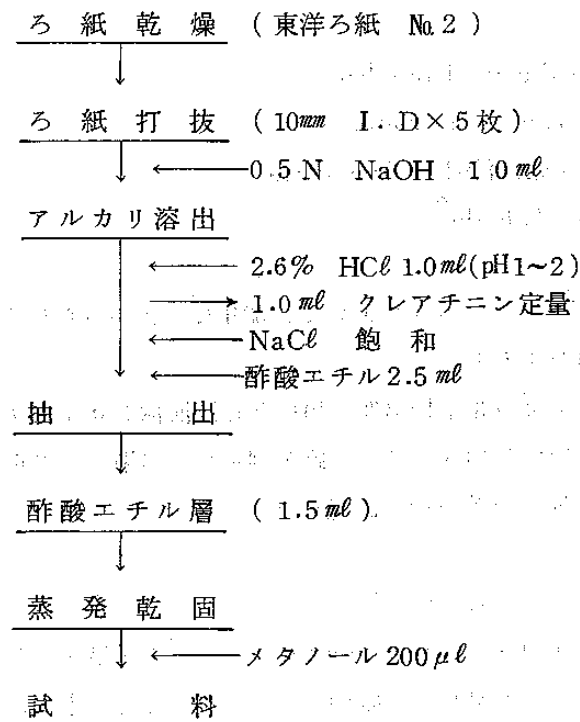 ろ紙乾燥 (東洋ろ紙 №2)
ろ紙打抜 (10㎜ I.D×5枚)
0.5N NaOH 10㎖
アルカリ溶出
2.6% HCℓ 1.0㎖(pH1~2)
1.0㎖ クレアチニン定量
NaCℓ 飽和
酢酸エチル2.5㎖
抽出
酢酸エチル層 (1.5㎖)
蒸発乾固
メタノール200μℓ
試料